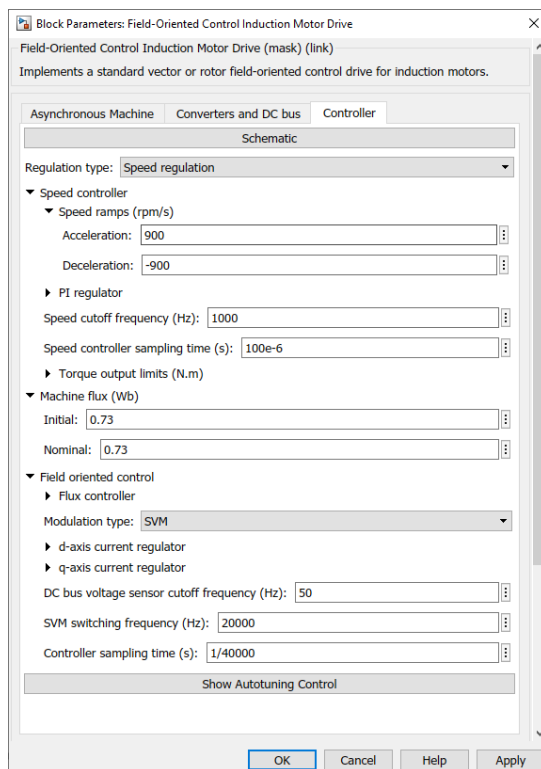 Block Parameters: Field-Oriented Control Induction Motor Drive
Field-Oriented Control Induction Motor Drive (mask) (link)
Implements a standard vector or rotor field-oriented control drive for induction motors.
Asynchronous Machine Converters and DC bus Controller
Schematic
Regulation type: Speed regulation
Speed controller
Speed ramps (rpm/s)
Acceleration: 900
Deceleration: -900
PI regulator
Speed cutoff frequency (Hz): 1000
Speed controller sampling time (s): 100e-6
Torque output limits (N.m)
Machine flux (Wb)
Initial: 0.73
Nominal: 0.73
Field oriented control
Flux controller
Modulation type: SVM
d-axis current regulator
q-axis current regulator
DC bus voltage sensor cutoff frequency (Hz): 50
SVM switching frequency (Hz): 20000
Controller sampling time (s): 1/40000
Show Autotuning Control
OK Cancel Help Apply